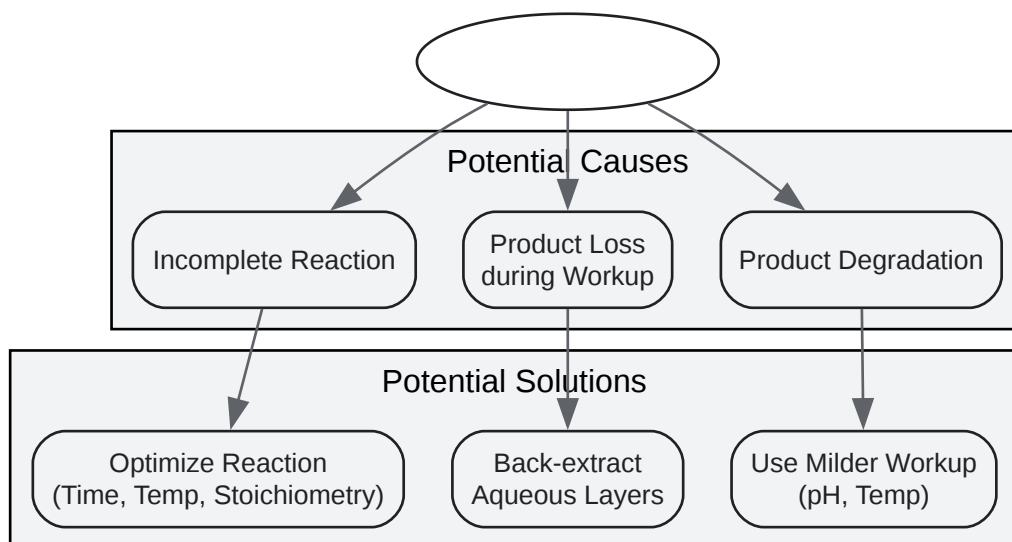 Potential Causes
Incomplete Reaction
Product Loss
during Workup
Product Degradation
Potential Solutions
Optimize Reaction
(Time, Temp, Stoichiometry)
Back-extract
Aqueous Layers
Use Milder Workup
(pH, Temp)